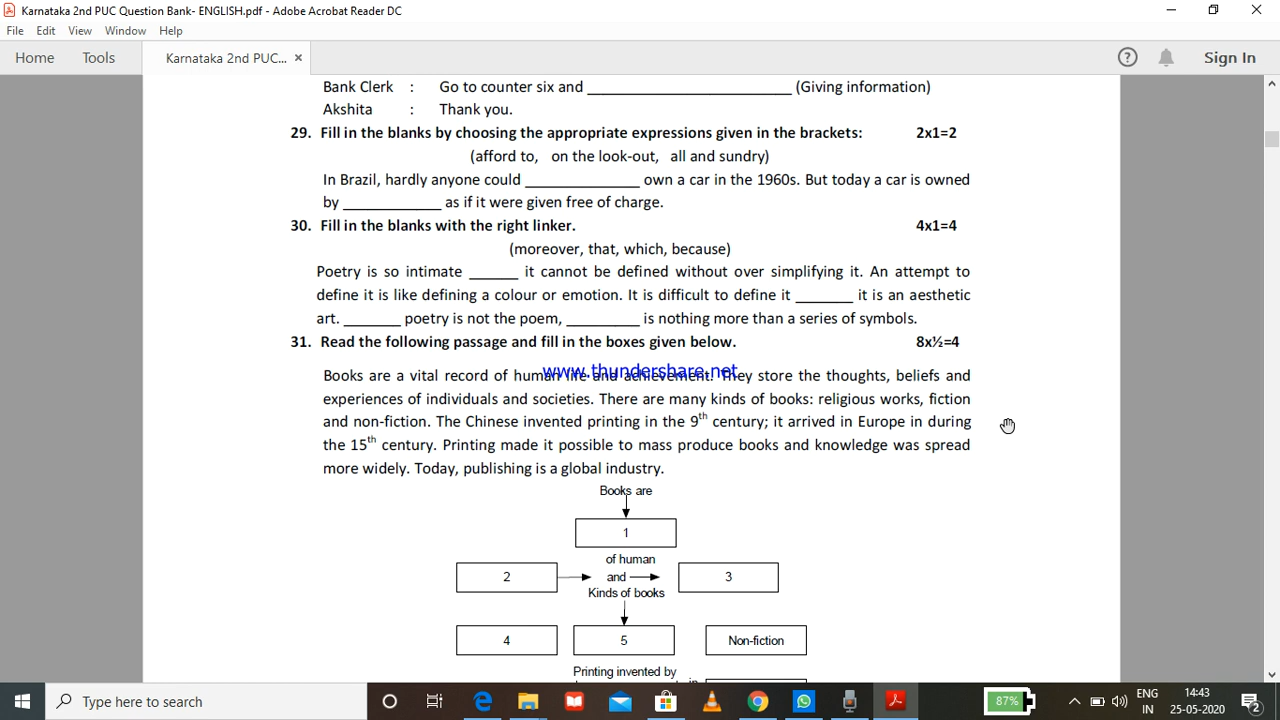 Karnataka 2nd PUC Question Bank- ENGLISH.pdf - Adobe Acrobat Reader DC
File Edit View Window Help
Home Tools Karnataka 2nd PUC... × Sign In
Bank Clerk : Go to counter six and _________________________ (Giving information)
Akshita : Thank you.
29. Fill in the blanks by choosing the appropriate expressions given in the brackets: 2x1=2
(afford to, on the look-out, all and sundry)
In Brazil, hardly anyone could ______________ own a car in the 1960s. But today a car is owned
by ____________ as if it were given free of charge.
30. Fill in the blanks with the right linker. 4x1=4
(moreover, that, which, because)
Poetry is so intimate ______ it cannot be defined without over simplifying it. An attempt to
define it is like defining a colour or emotion. It is difficult to define it _______ it is an aesthetic
art. _______ poetry is not the poem, _________ is nothing more than a series of symbols.
31. Read the following passage and fill in the boxes given below. 8x½=4
www.thundershare.net
Books are a vital record of human life and achievement. They store the thoughts, beliefs and
experiences of individuals and societies. There are many kinds of books: religious works, fiction
and non-fiction. The Chinese invented printing in the 9th century; it arrived in Europe in during
the 15th century. Printing made it possible to mass produce books and knowledge was spread
more widely. Today, publishing is a global industry.
Books are
1
of human
2 and 3
Kinds of books
4 5 Non-fiction
Printing invented by
Type here to search
87%
ENG 14:43
IN 25-05-2020
2